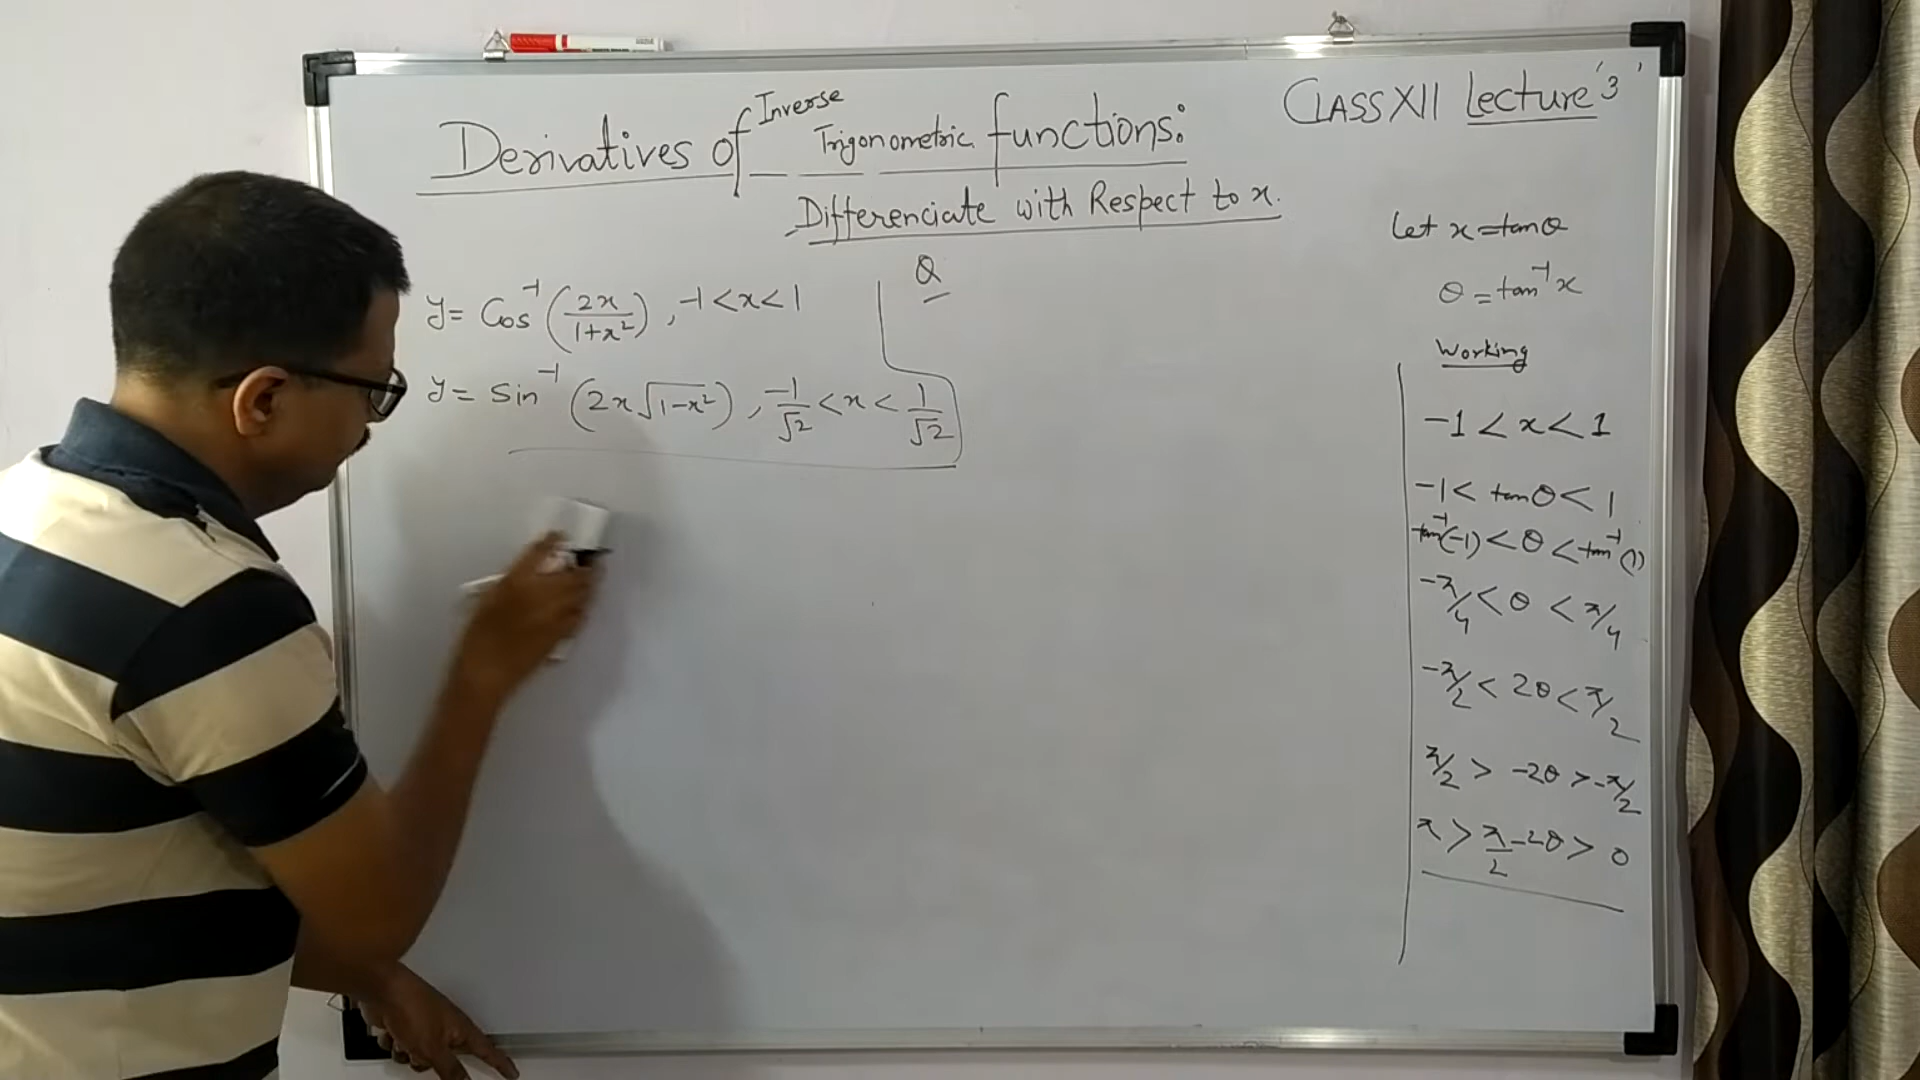 CLASS XII Lecture '3'
Derivatives of Inverse Trigonometric functions:
Differenciate with Respect to x.
Q
y = Cos⁻¹(2x/1+x²), -1<x<1
y = Sin⁻¹(2x√1-x²), -1/√2 <x< 1/√2
Let x=tanθ
θ=tan⁻¹x
Working
-1<x<1
-1<tanθ<1
tan⁻¹(-1)<θ<tan⁻¹(1)
-π/4<θ<π/4
-π/2<2θ<π/2
π/2>-2θ>-π/2
π>π/2-2θ>0